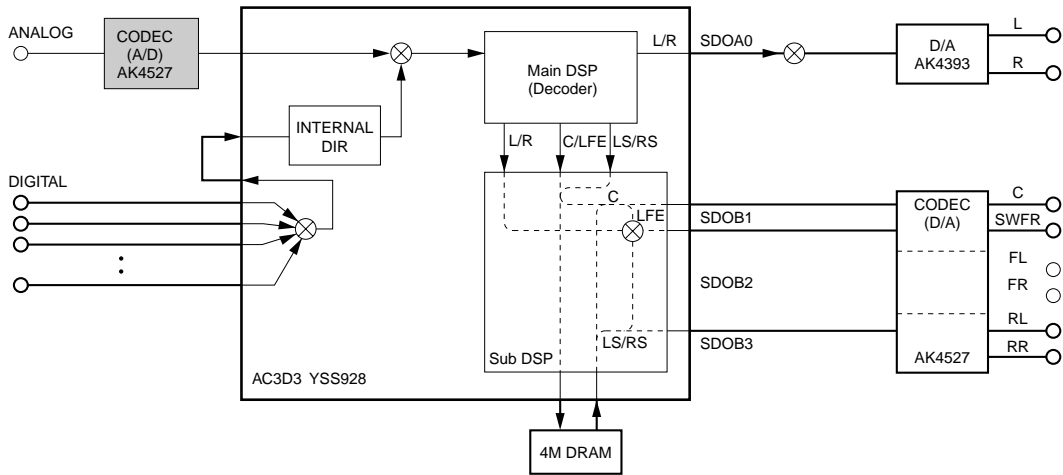 ANALOG
CODEC
(A/D)
AK4527
INTERNAL
DIR
DIGITAL
:
AC3D3 YSS928
Main DSP
(Decoder)
L/R
SDOA0
D/A
AK4393
L
R
L/R
C/LFE
LS/RS
C
LFE
LS/RS
Sub DSP
SDOB1
SDOB2
SDOB3
4M DRAM
CODEC
(D/A)
AK4527
C
SWFR
FL
FR
RL
RR